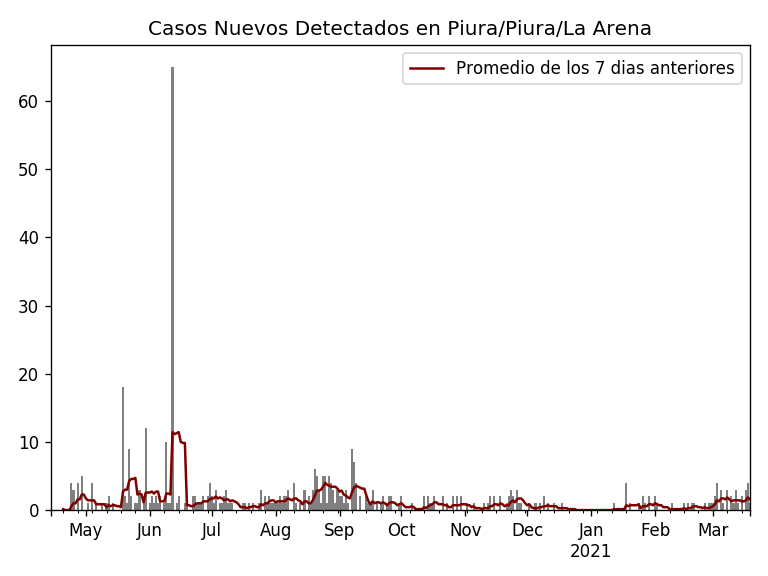 Casos Nuevos Detectados en Piura/Piura/La Arena
Promedio de los 7 dias anteriores
60
50
40
30
20
10
0
May Jun Jul Aug Sep Oct Nov Dec Jan Feb Mar
2021